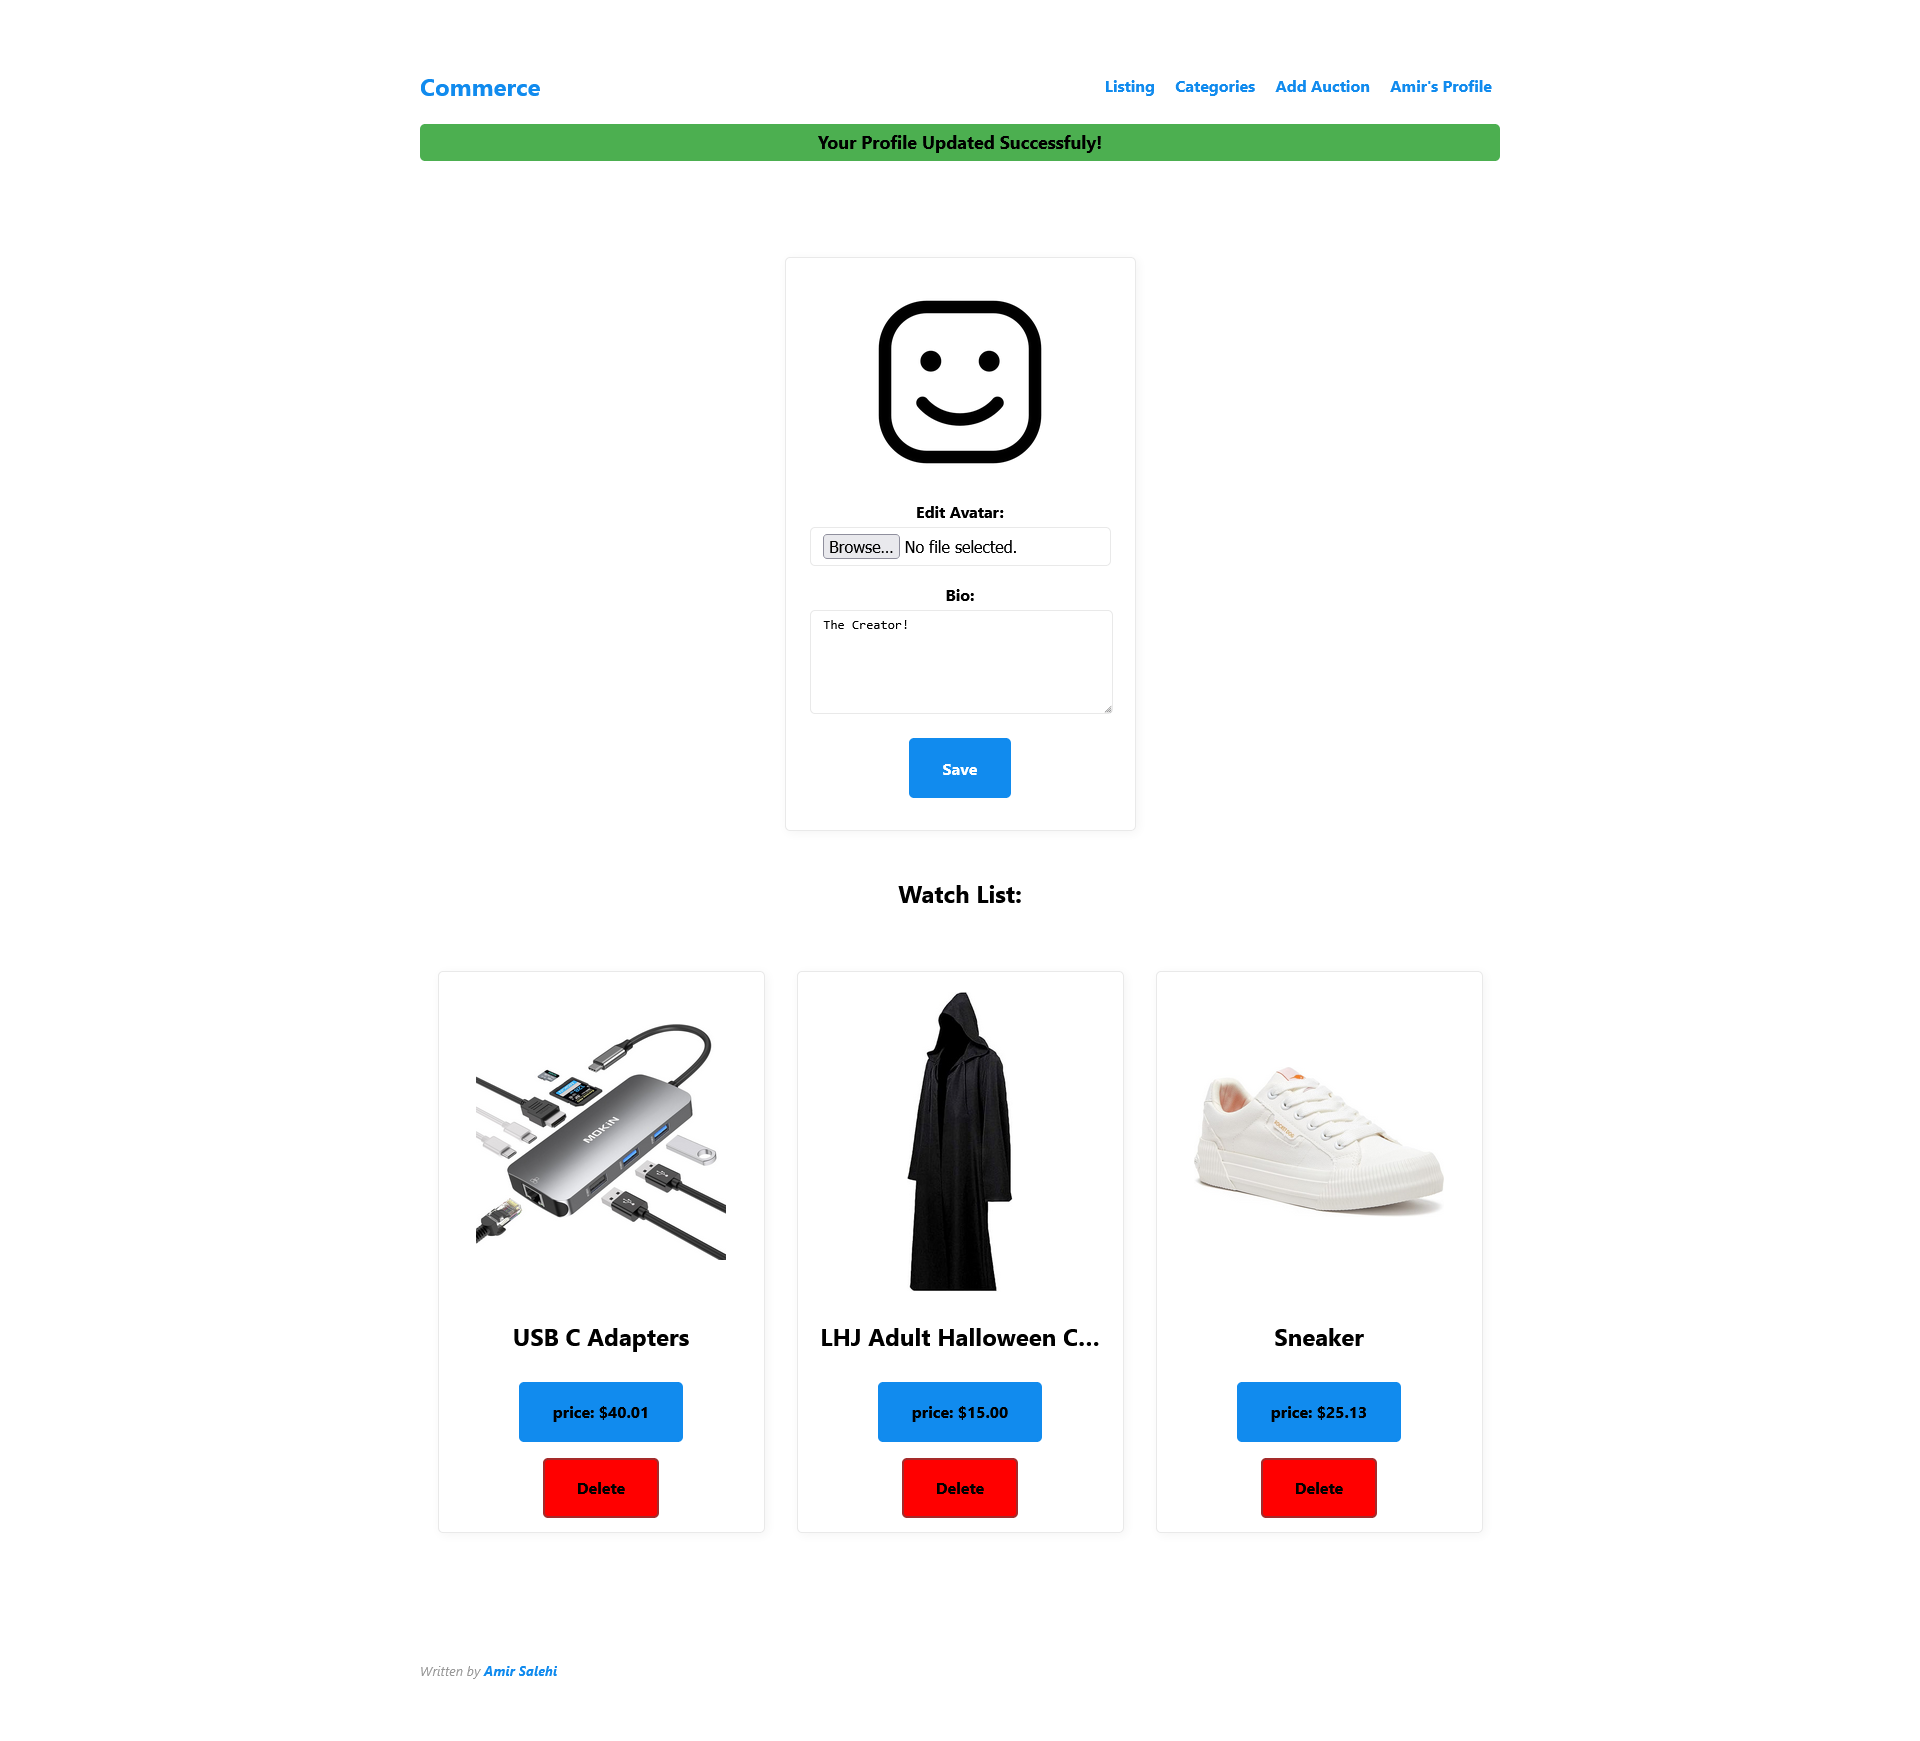 Commerce
Listing Categories Add Auction Amir's Profile
Your Profile Updated Successfuly!
Edit Avatar:
Browse... No file selected.
Bio:
The Creator!
Save
Watch List:
MOKiN
USB C Adapters
LHJ Adult Halloween C...
Sneaker
price: $40.01
price: $15.00
price: $25.13
Delete
Delete
Delete
Written by Amir Salehi